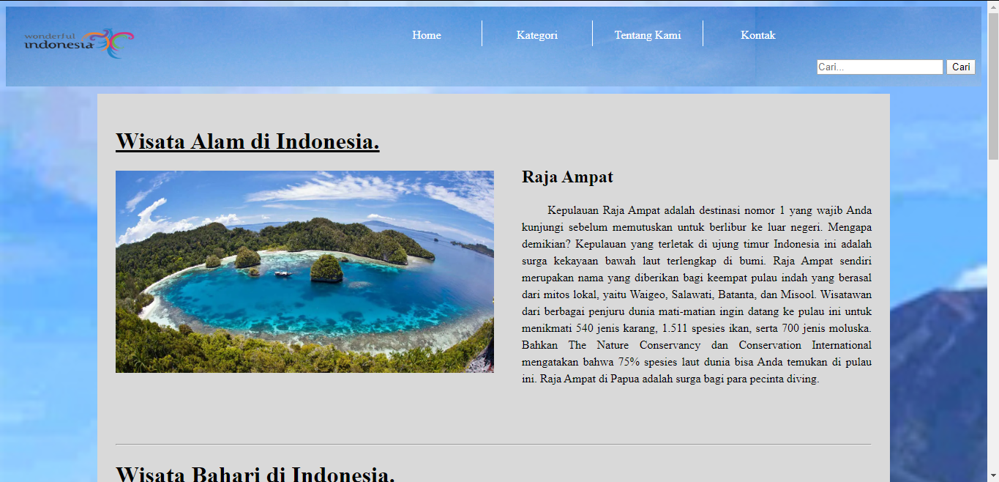 wonderful
indonesia
Home
Kategori
Tentang Kami
Kontak
Cari...
Cari
Wisata Alam di Indonesia.
Raja Ampat
Kepulauan Raja Ampat adalah destinasi nomor 1 yang wajib Anda
kunjungi sebelum memutuskan untuk berlibur ke luar negeri. Mengapa
demikian? Kepulauan yang terletak di ujung timur Indonesia ini adalah
surga kekayaan bawah laut terlengkap di bumi. Raja Ampat sendiri
merupakan nama yang diberikan bagi keempat pulau indah yang berasal
dari mitos lokal, yaitu Waigeo, Salawati, Batanta, dan Misool. Wisatawan
dari berbagai penjuru dunia mati-matian ingin datang ke pulau ini untuk
menikmati 540 jenis karang, 1.511 spesies ikan, serta 700 jenis moluska.
Bahkan The Nature Conservancy dan Conservation International
mengatakan bahwa 75% spesies laut dunia bisa Anda temukan di pulau
ini. Raja Ampat di Papua adalah surga bagi para pecinta diving.
Wisata Bahari di Indonesia.